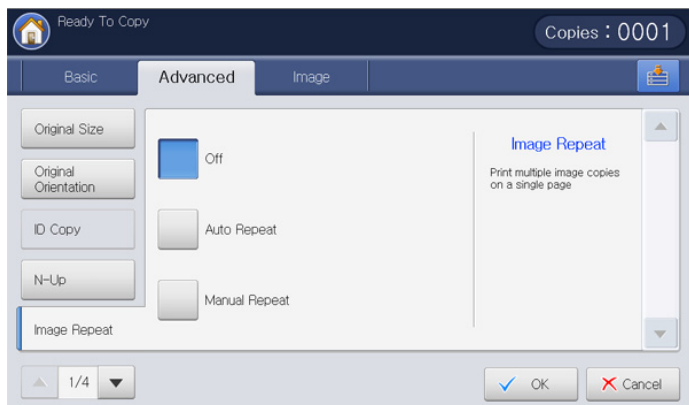 Ready To Copy
Copies : 0001
Basic
Advanced
Image
Original Size
Original
Orientation
ID Copy
N-Up
Image Repeat
Off
Auto Repeat
Manual Repeat
Image Repeat
Print multiple image copies
on a single page
1/4
OK
Cancel